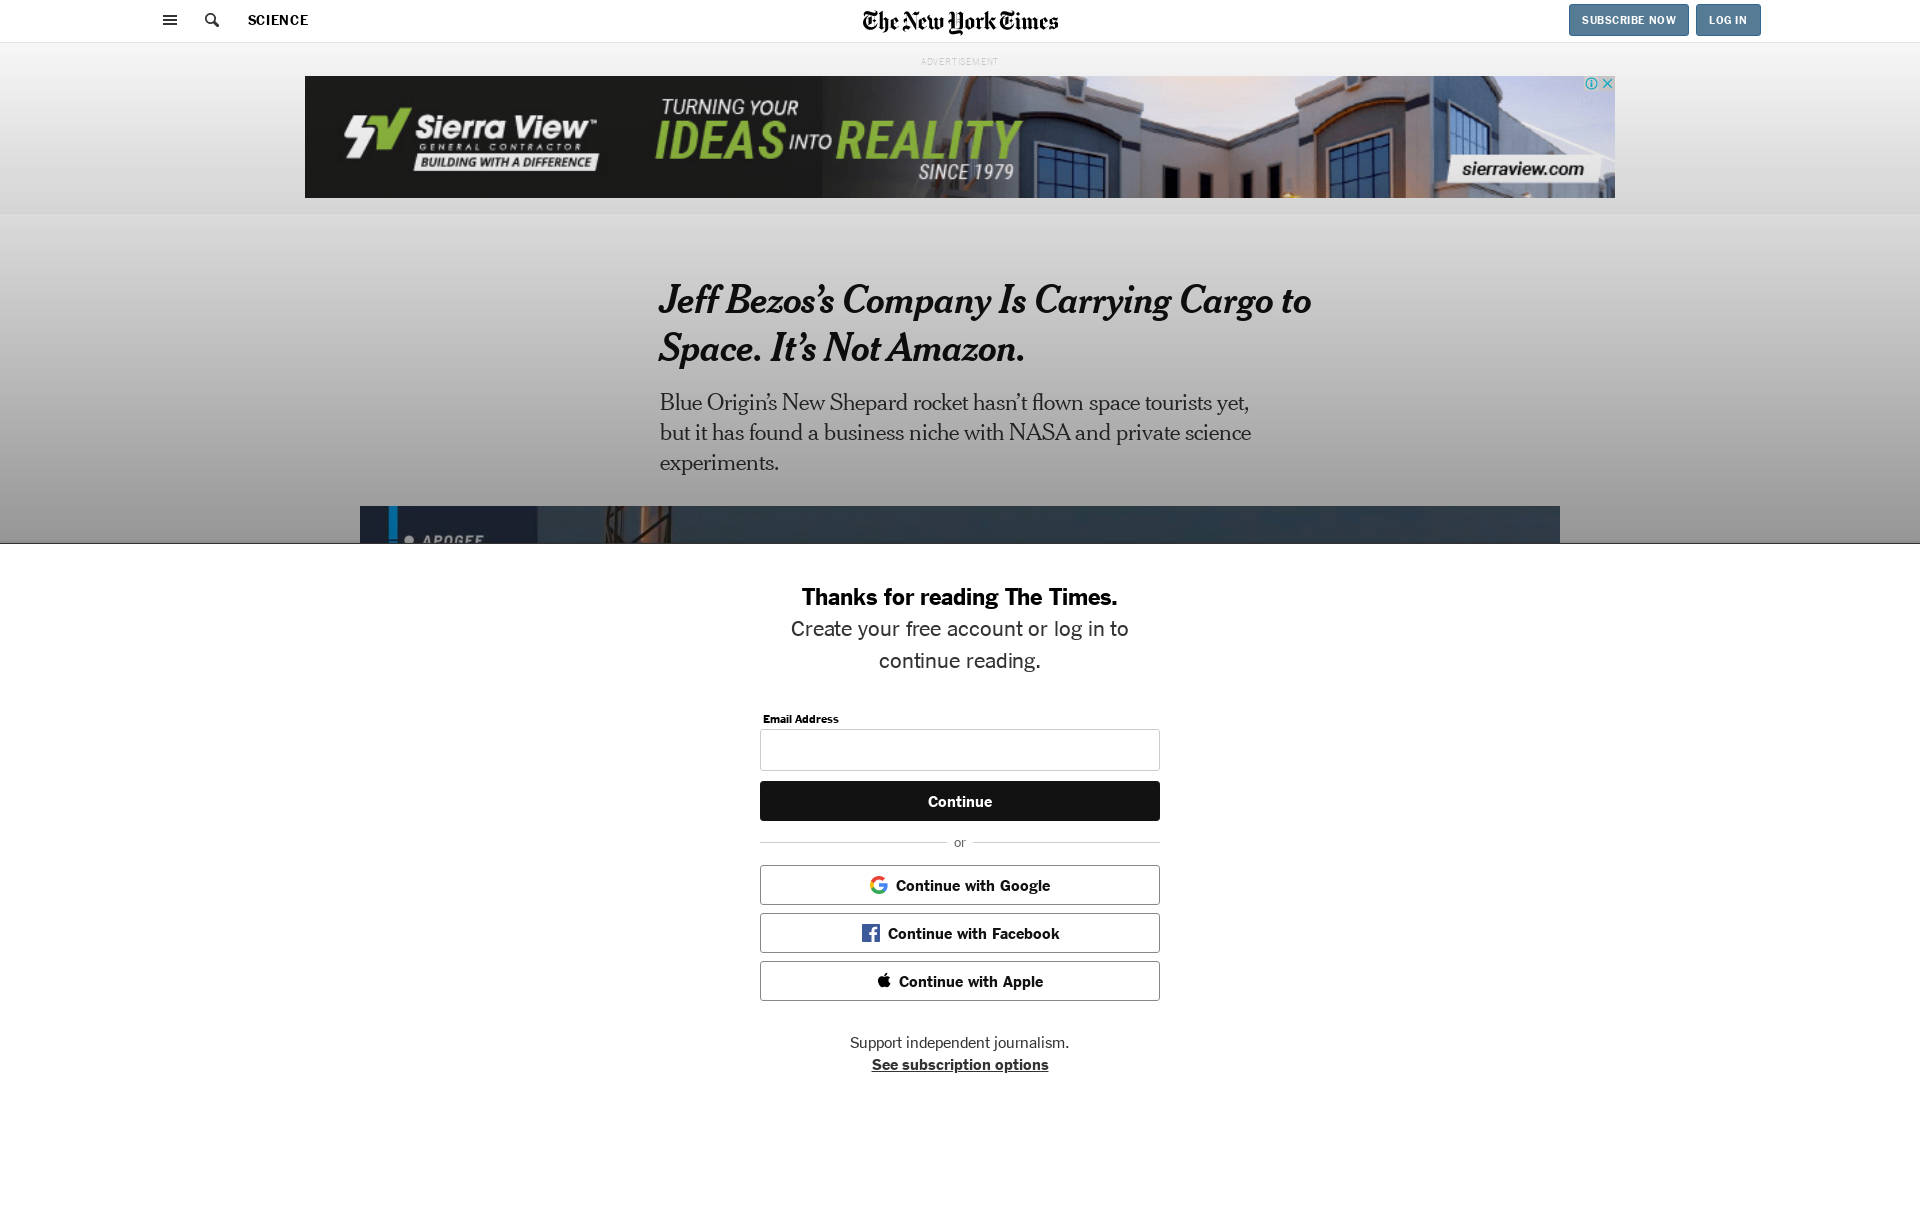 SCIENCE
The New York Times
SUBSCRIBE NOW
LOG IN
ADVERTISEMENT
Sierra View™
GENERAL CONTRACTOR
BUILDING WITH A DIFFERENCE
TURNING YOUR
IDEAS INTO REALITY
SINCE 1979
sierraview.com
Jeff Bezos’s Company Is Carrying Cargo to
Space. It’s Not Amazon.
Blue Origin’s New Shepard rocket hasn’t flown space tourists yet,
but it has found a business niche with NASA and private science
experiments.
APOGEE
Thanks for reading The Times.
Create your free account or log in to
continue reading.
Email Address
Continue
or
Continue with Google
Continue with Facebook
Continue with Apple
Support independent journalism.
See subscription options